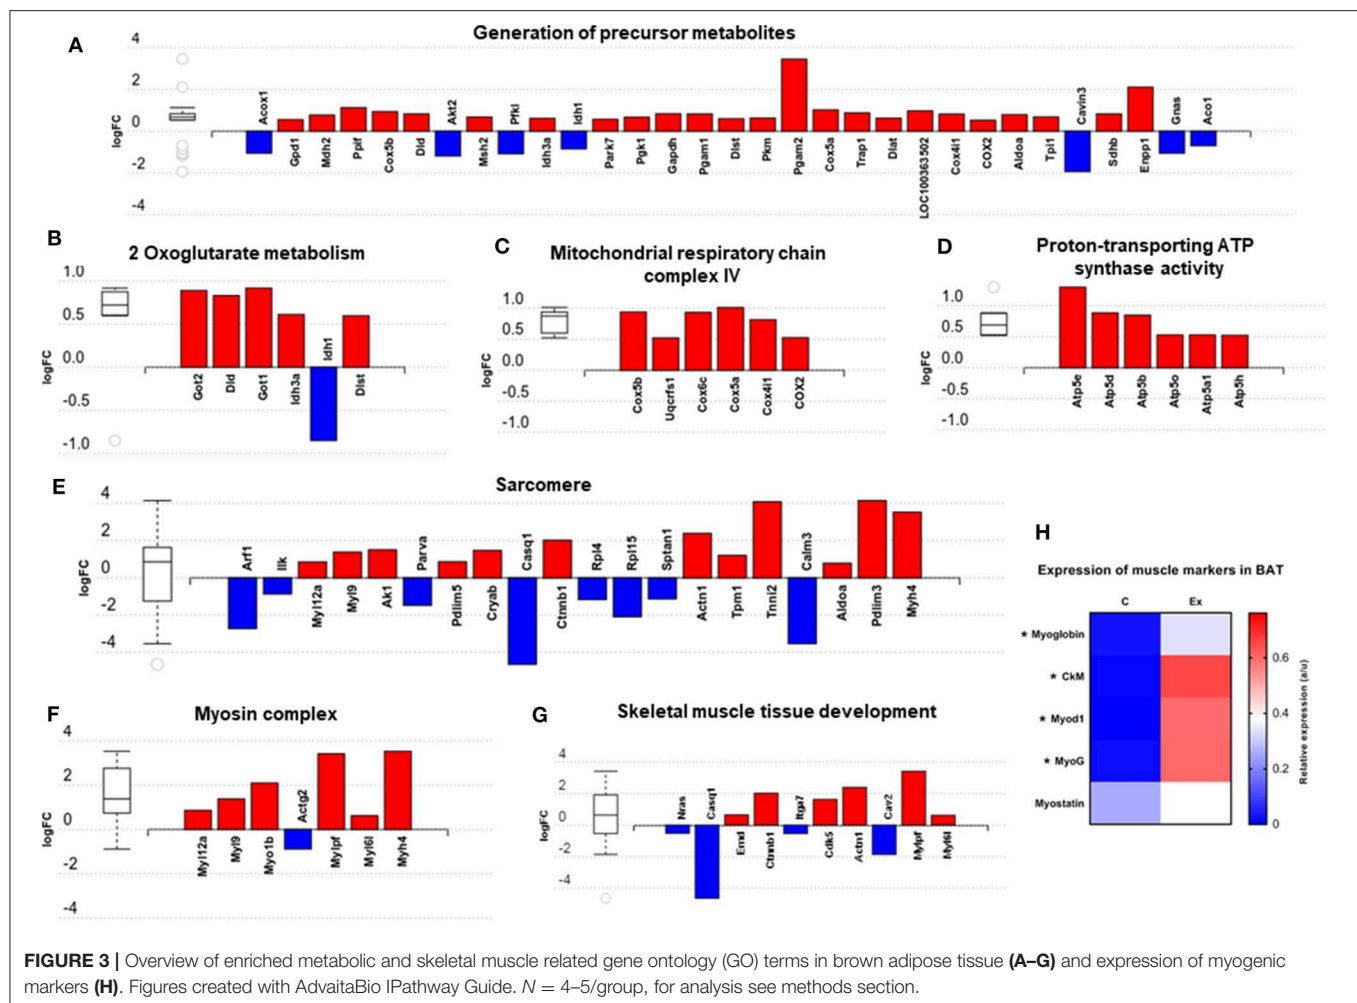 A
Generation of precursor metabolites
4
2
0
-2
-4
logFC
Acox1
Gpd1
Mdh2
Ppif
Cox5b
Dld
Akt2
Msh2
Pfkl
Idh3a
Idh1
Park7
Pgk1
Gapdh
Pgam1
Dlst
Pkm
Pgam2
Cox5a
Trap1
Dlat
LOC100363502
Cox4l1
COX2
Aldoa
Tpi1
Cavin3
Sdhb
Enpp1
Gnas
Aco1
B
2 Oxoglutarate metabolism
1.0
0.5
0.0
-0.5
-1.0
logFC
Got2
Dld
Got1
Idh3a
Idh1
Dlst
C
Mitochondrial respiratory chain
complex IV
1.0
0.5
0.0
-0.5
-1.0
logFC
Cox5b
Uqcrfs1
Cox6c
Cox5a
Cox4l1
COX2
D
Proton-transporting ATP
synthase activity
1.0
0.5
0.0
-0.5
-1.0
logFC
Atp5e
Atp5d
Atp5b
Atp5o
Atp5a1
Atp5h
E
Sarcomere
4
2
0
-2
-4
logFC
Arf1
Ilk
Myl12a
Myl9
Ak1
Parva
Pdlim5
Cryab
Casq1
Ctnnb1
Rpl4
Rpl15
Sptan1
Actn1
Tpm1
Tnni2
Calm3
Aldoa
Pdlim3
Myh4
F
Myosin complex
4
2
0
-2
-4
logFC
Myl12a
Myl9
Myo1b
Actg2
Mylpf
Myl6l
Myh4
G
Skeletal muscle tissue development
4
2
0
-2
-4
logFC
Nras
Casq1
Emd
Ctnnb1
Itga7
Cdk5
Actn1
Cav2
Mylpf
Myl6l
H
Expression of muscle markers in BAT
C Ex
* Myoglobin
* CkM
* Myod1
* MyoG
Myostatin
0.6
0.4
0.2
0
Relative expression (a/u)
FIGURE 3 | Overview of enriched metabolic and skeletal muscle related gene ontology (GO) terms in brown adipose tissue (A–G) and expression of myogenic
markers (H). Figures created with AdvaitaBio IPathway Guide. N = 4–5/group, for analysis see methods section.